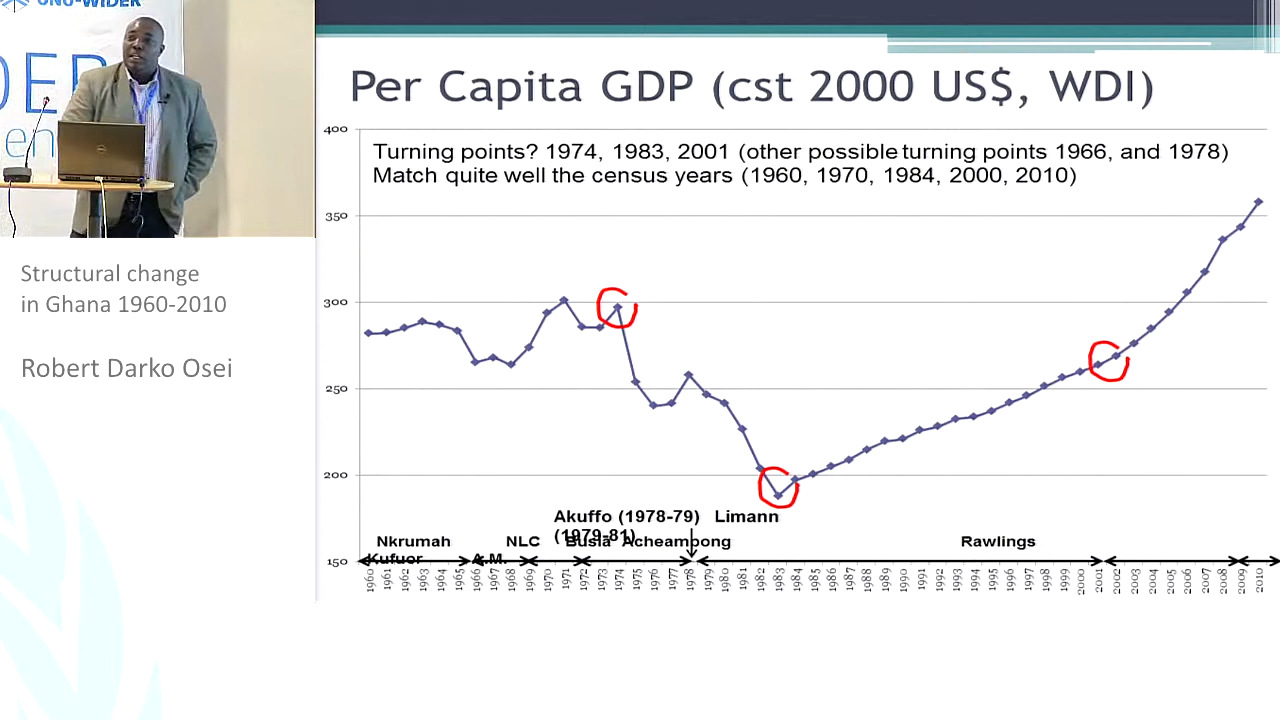 UNU-WIDER
DER
en
Structural change
in Ghana 1960-2010
Robert Darko Osei
Per Capita GDP (cst 2000 US$, WDI)
Turning points? 1974, 1983, 2001 (other possible turning points 1966, and 1978)
Match quite well the census years (1960, 1970, 1984, 2000, 2010)
400
350
300
250
200
150
Akuffo (1978-79) Limann
(1979-81)
Nkrumah NLC Busia Acheampong Rawlings
Kufuor A.M.
1960 1961 1962 1963 1964 1965 1966 1967 1968 1969 1970 1971 1972 1973 1974 1975 1976 1977 1978 1979 1980 1981 1982 1983 1984 1985 1986 1987 1988 1989 1990 1991 1992 1993 1994 1995 1996 1997 1998 1999 2000 2001 2002 2003 2004 2005 2006 2007 2008 2009 2010